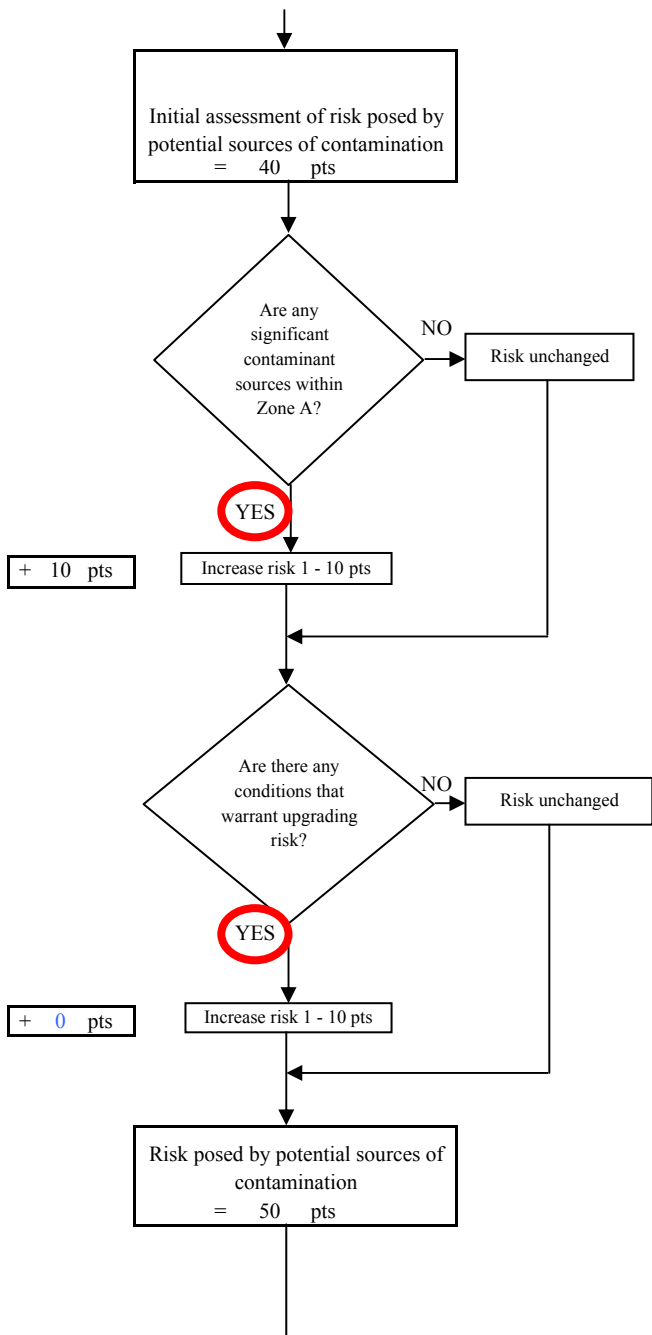 Initial assessment of risk posed by
potential sources of contamination
= 40 pts
Are any
significant
contaminant
sources within
Zone A?
NO
Risk unchanged
YES
+ 10 pts
Increase risk 1 - 10 pts
Are there any
conditions that
warrant upgrading
risk?
NO
Risk unchanged
YES
+ 0 pts
Increase risk 1 - 10 pts
Risk posed by potential sources of
contamination
= 50 pts